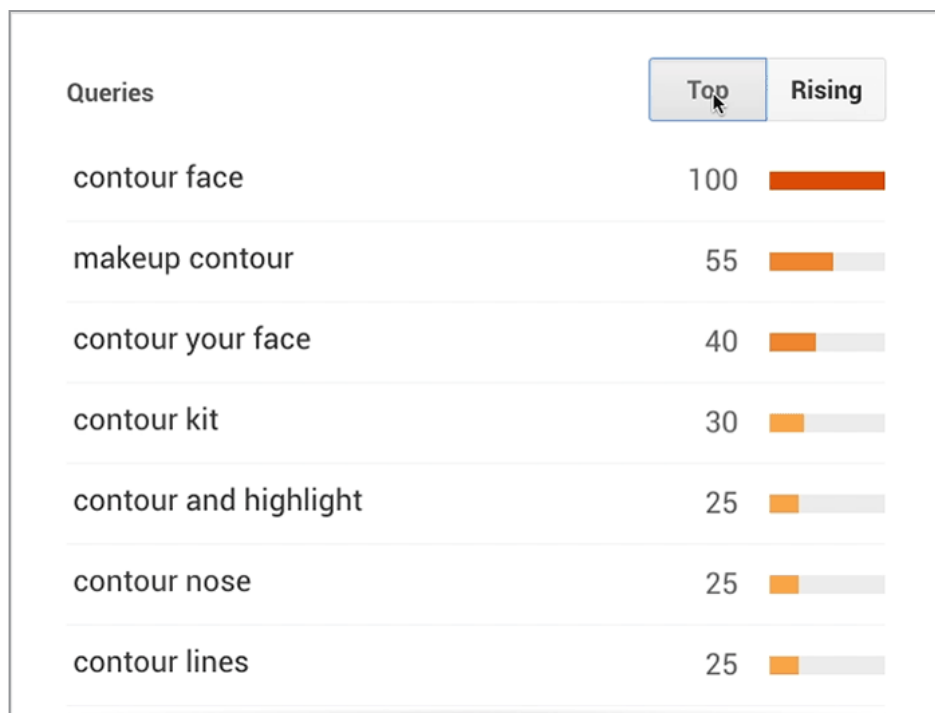 Queries Top Rising
contour face 100
makeup contour 55
contour your face 40
contour kit 30
contour and highlight 25
contour nose 25
contour lines 25